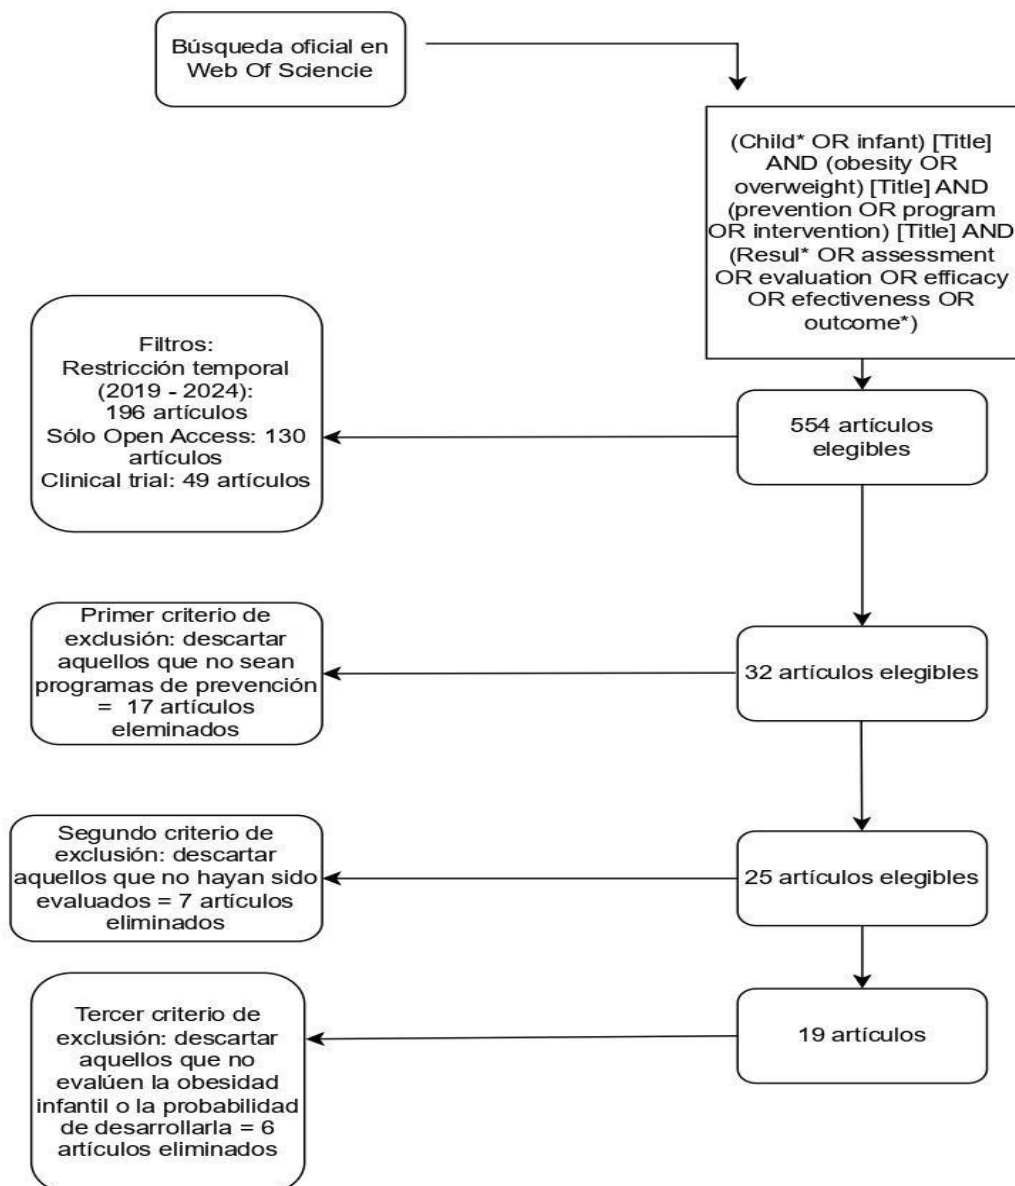 Búsqueda oficial en
Web Of Sciencie
(Child* OR infant) [Title]
AND (obesity OR
overweight) [Title] AND
(prevention OR program
OR intervention) [Title] AND
(Resul* OR assessment
OR evaluation OR efficacy
OR efectiveness OR
outcome*)
Filtros:
Restricción temporal
(2019 - 2024):
196 artículos
Sólo Open Access: 130
artículos
Clinical trial: 49 artículos
554 artículos
elegibles
Primer criterio de
exclusión: descartar
aquellos que no sean
programas de prevención
= 17 artículos
eleminados
32 artículos elegibles
Segundo criterio de
exclusión: descartar
aquellos que no hayan sido
evaluados = 7 artículos
eliminados
25 artículos elegibles
Tercer criterio de
exclusión: descartar
aquellos que no
evalúen la obesidad
infantil o la probabilidad
de desarrollarla = 6
artículos eliminados
19 artículos